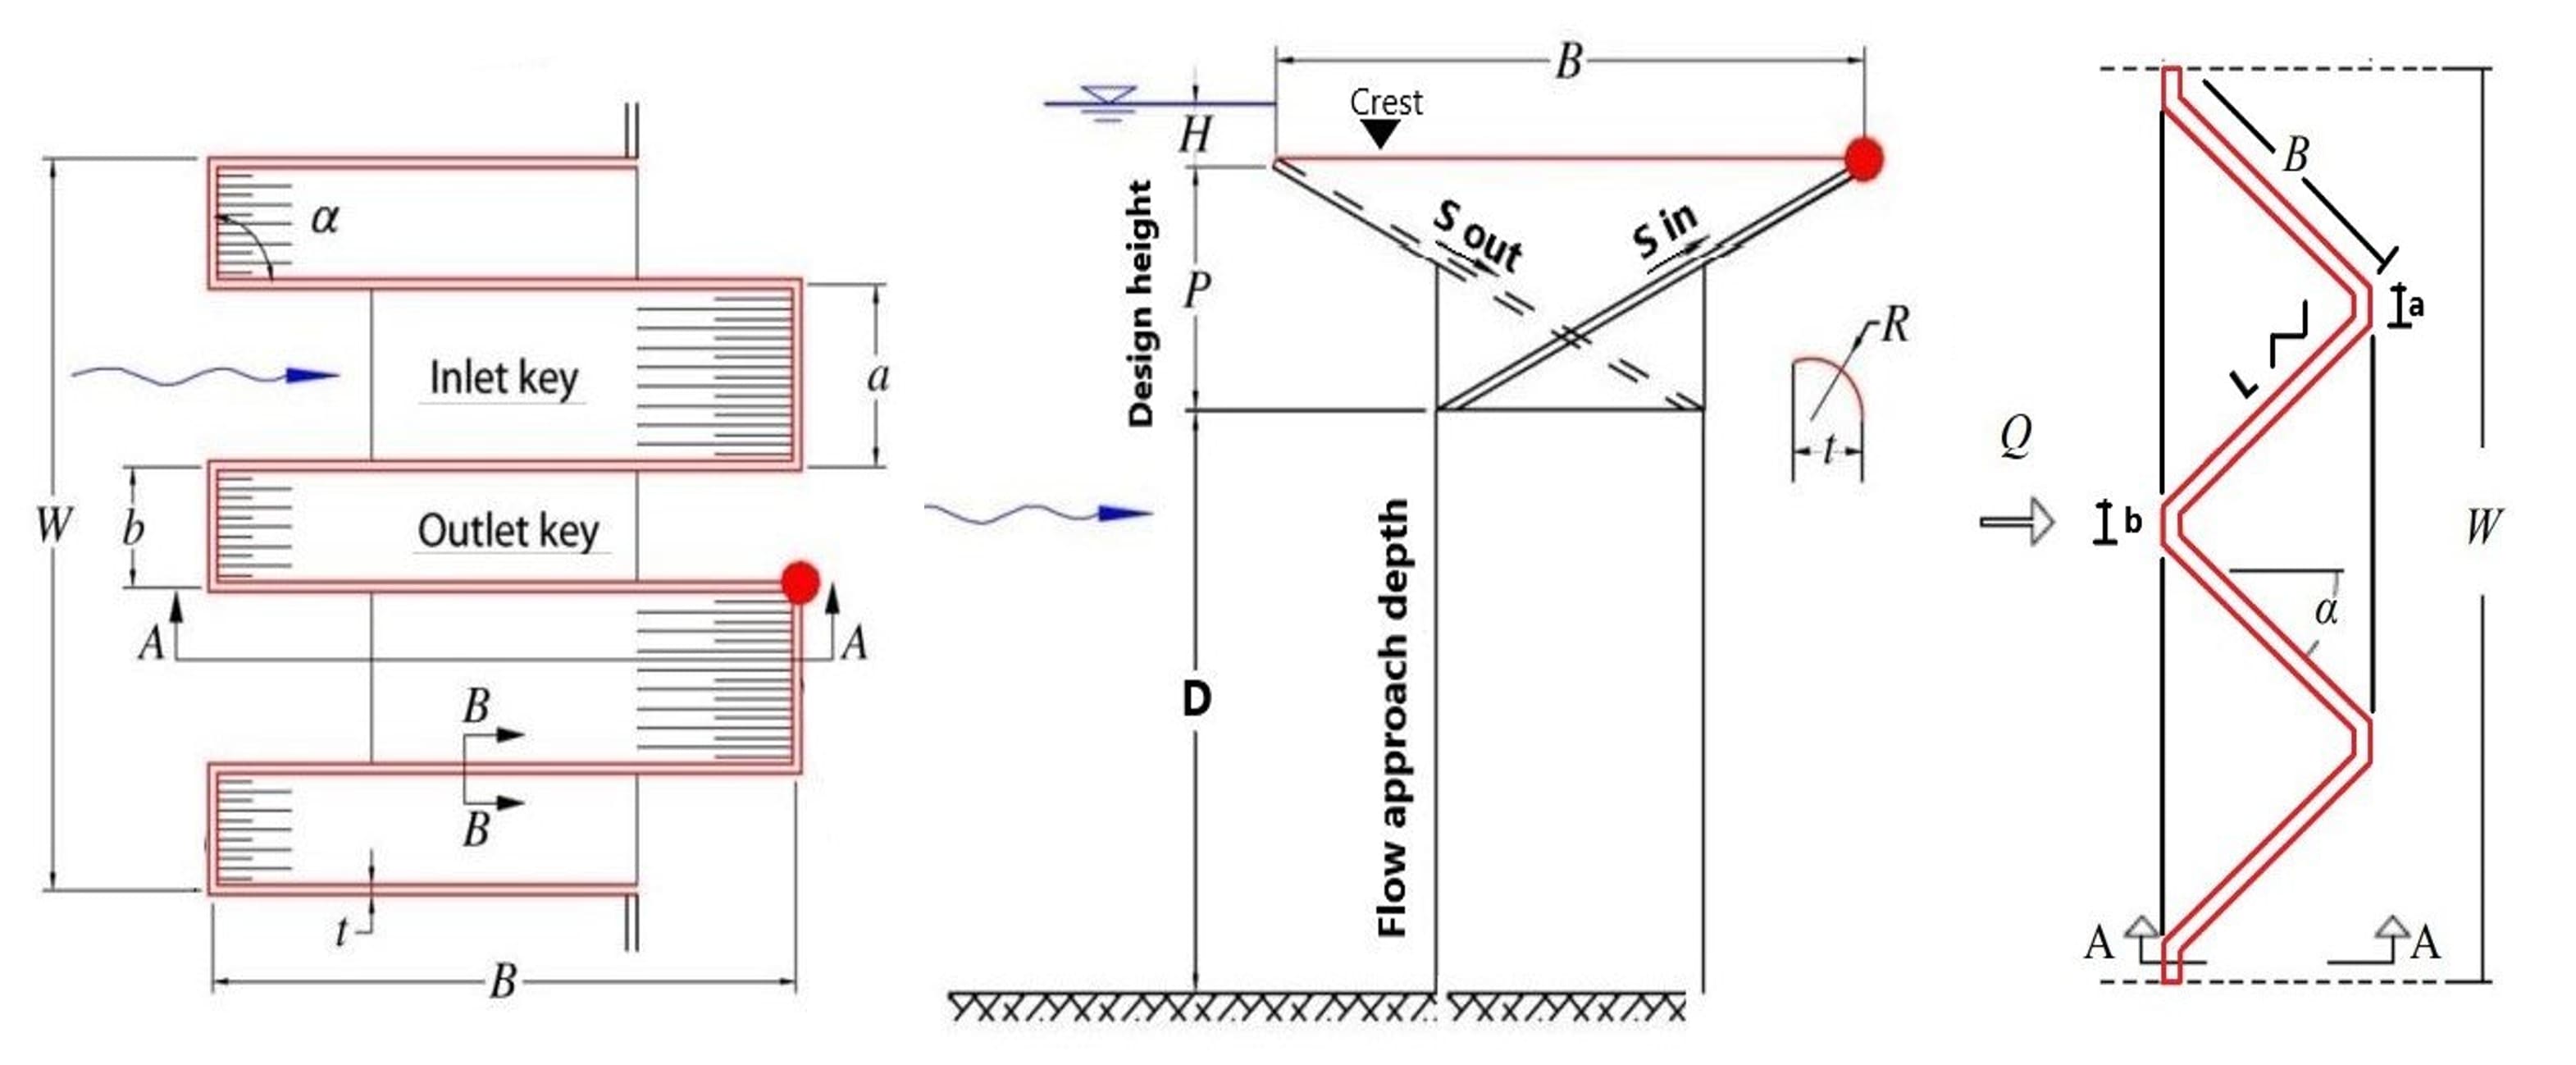 α
a
Inlet key
W
b
Outlet key
A
A
B
B
t
B
B
Crest
H
Design height
P
S out
S in
R
t
D
Flow approach depth
B
a
L
Q
b
W
α
A
A